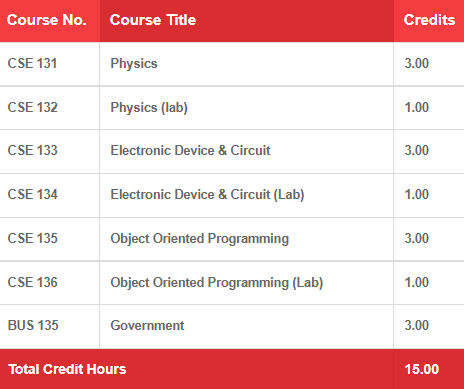 Course No. Course Title Credits
CSE 131 Physics 3.00
CSE 132 Physics (lab) 1.00
CSE 133 Electronic Device & Circuit 3.00
CSE 134 Electronic Device & Circuit (Lab) 1.00
CSE 135 Object Oriented Programming 3.00
CSE 136 Object Oriented Programming (Lab) 1.00
BUS 135 Government 3.00
Total Credit Hours 15.00